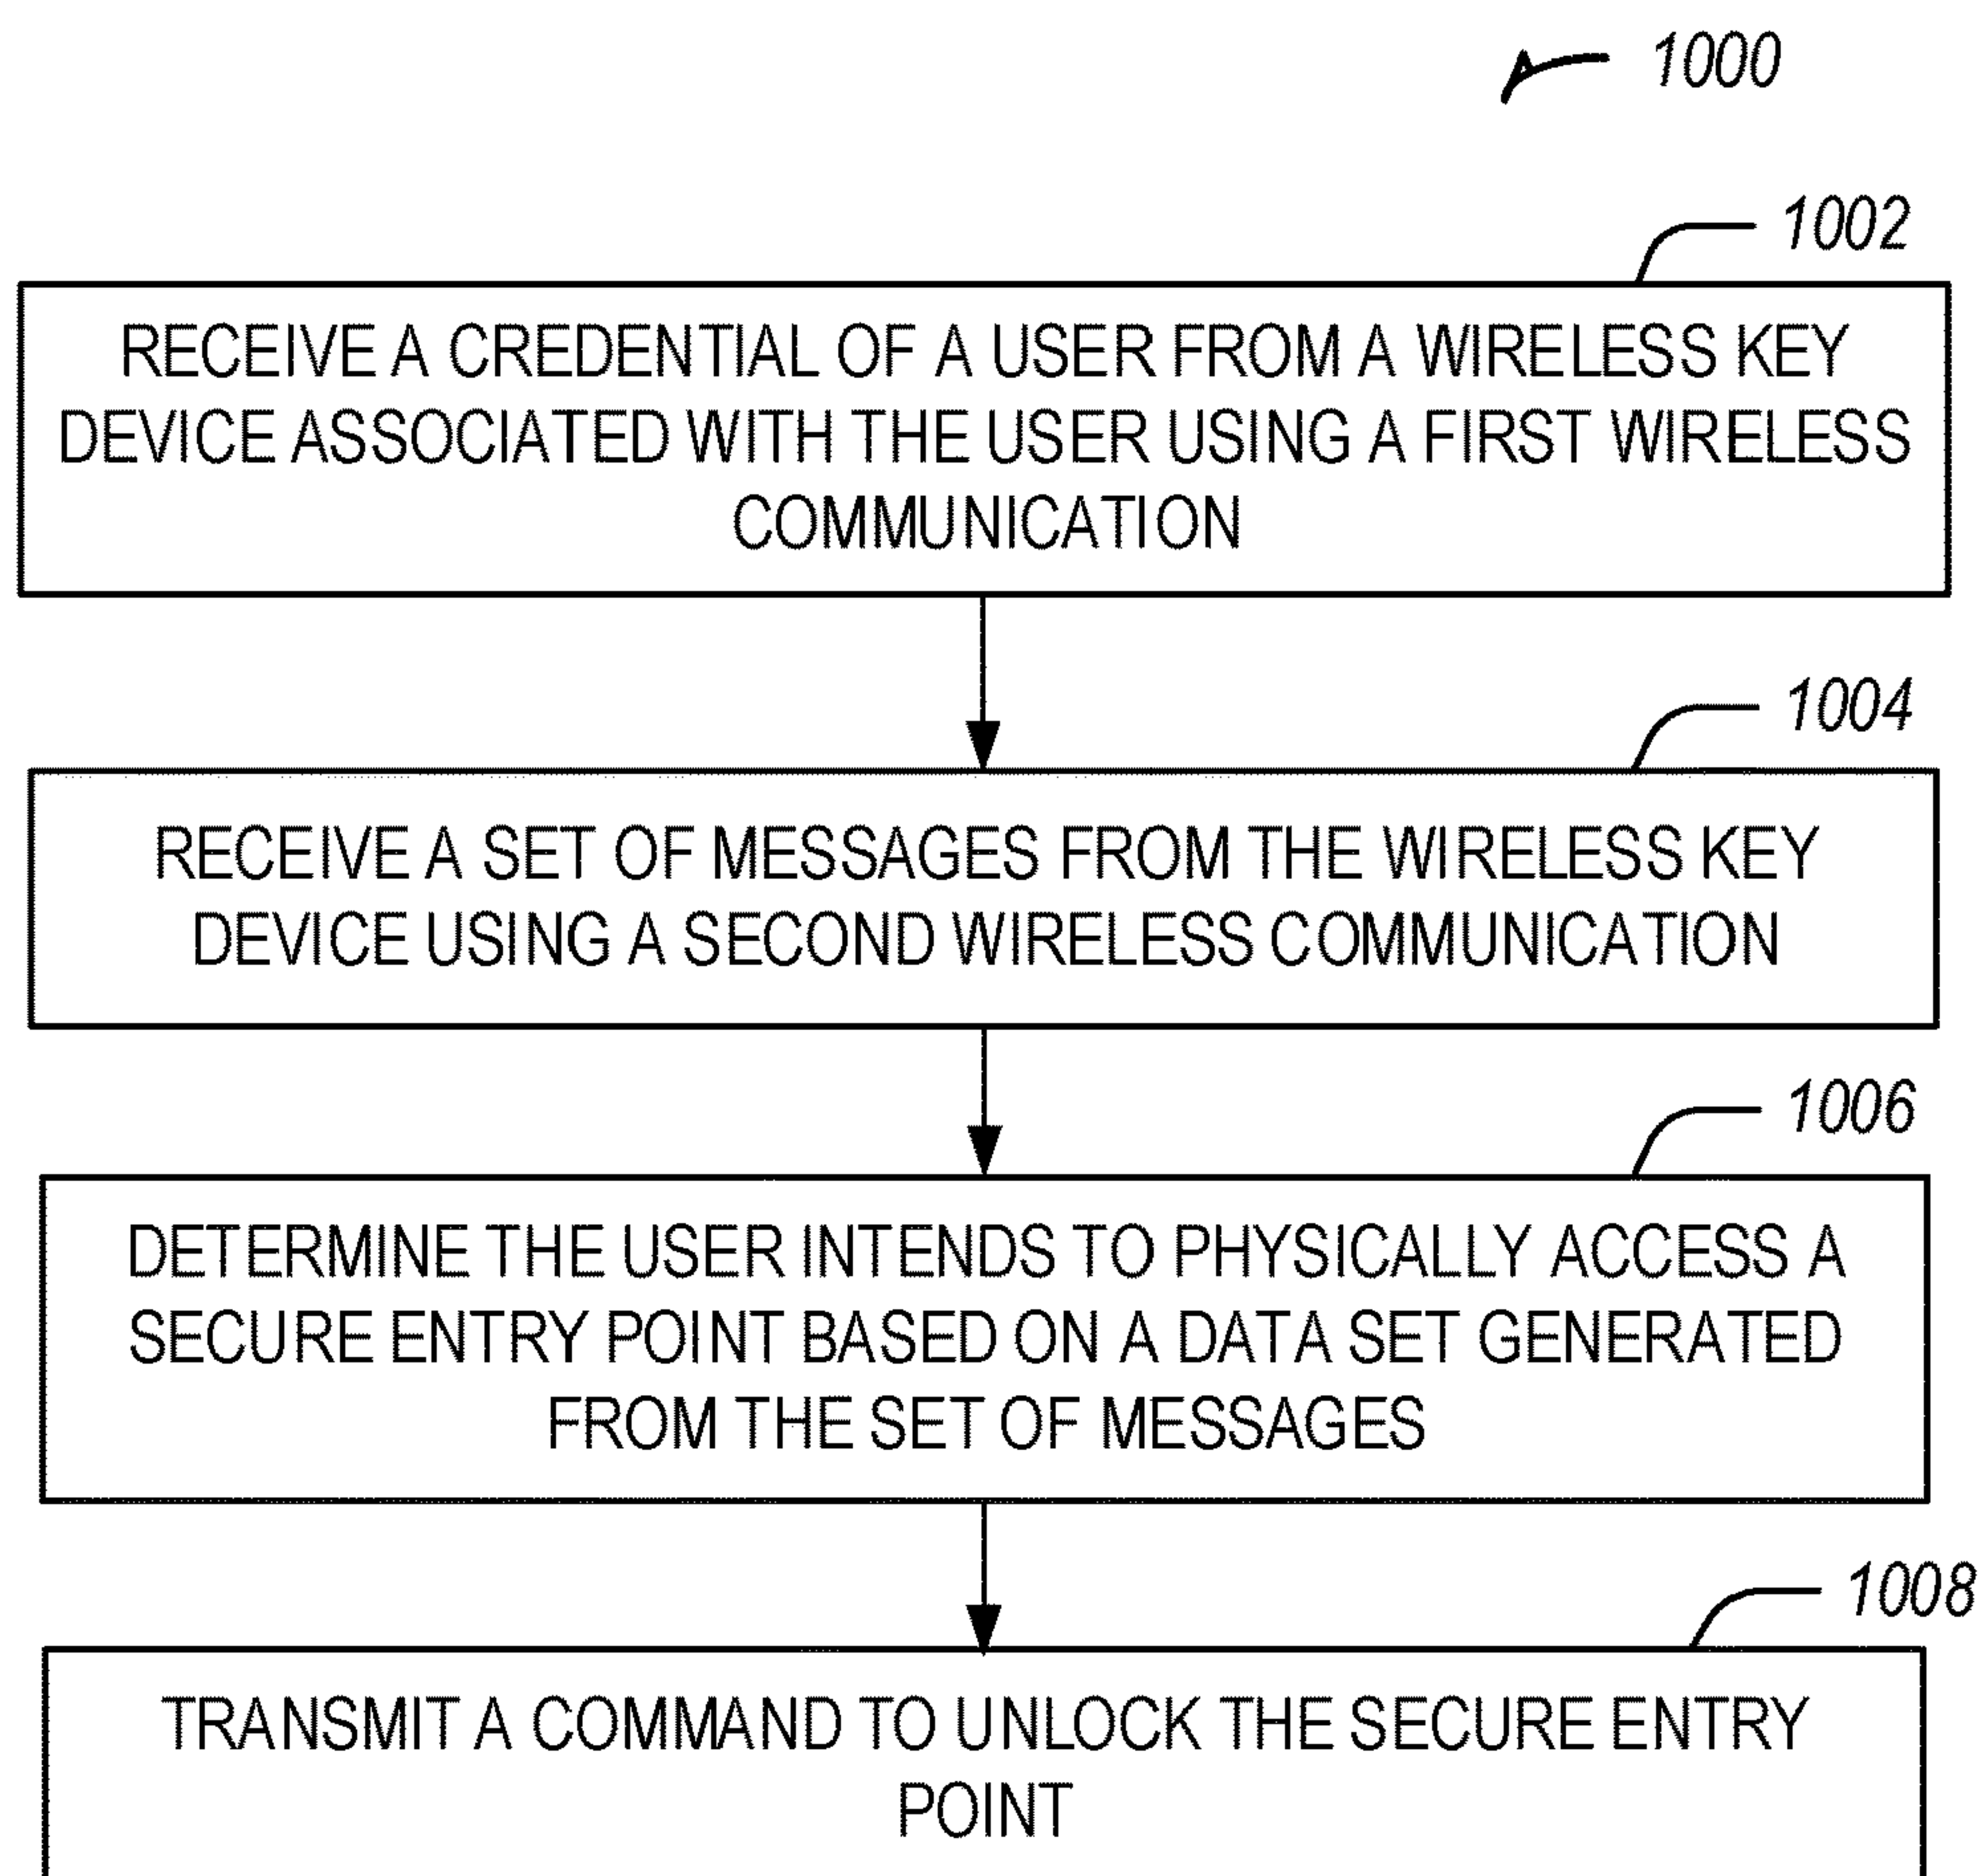 1000
1002
RECEIVE A CREDENTIAL OF A USER FROM A WIRELESS KEY
DEVICE ASSOCIATED WITH THE USER USING A FIRST WIRELESS
COMMUNICATION
1004
RECEIVE A SET OF MESSAGES FROM THE WIRELESS KEY
DEVICE USING A SECOND WIRELESS COMMUNICATION
1006
DETERMINE THE USER INTENDS TO PHYSICALLY ACCESS A
SECURE ENTRY POINT BASED ON A DATA SET GENERATED
FROM THE SET OF MESSAGES
1008
TRANSMIT A COMMAND TO UNLOCK THE SECURE ENTRY
POINT